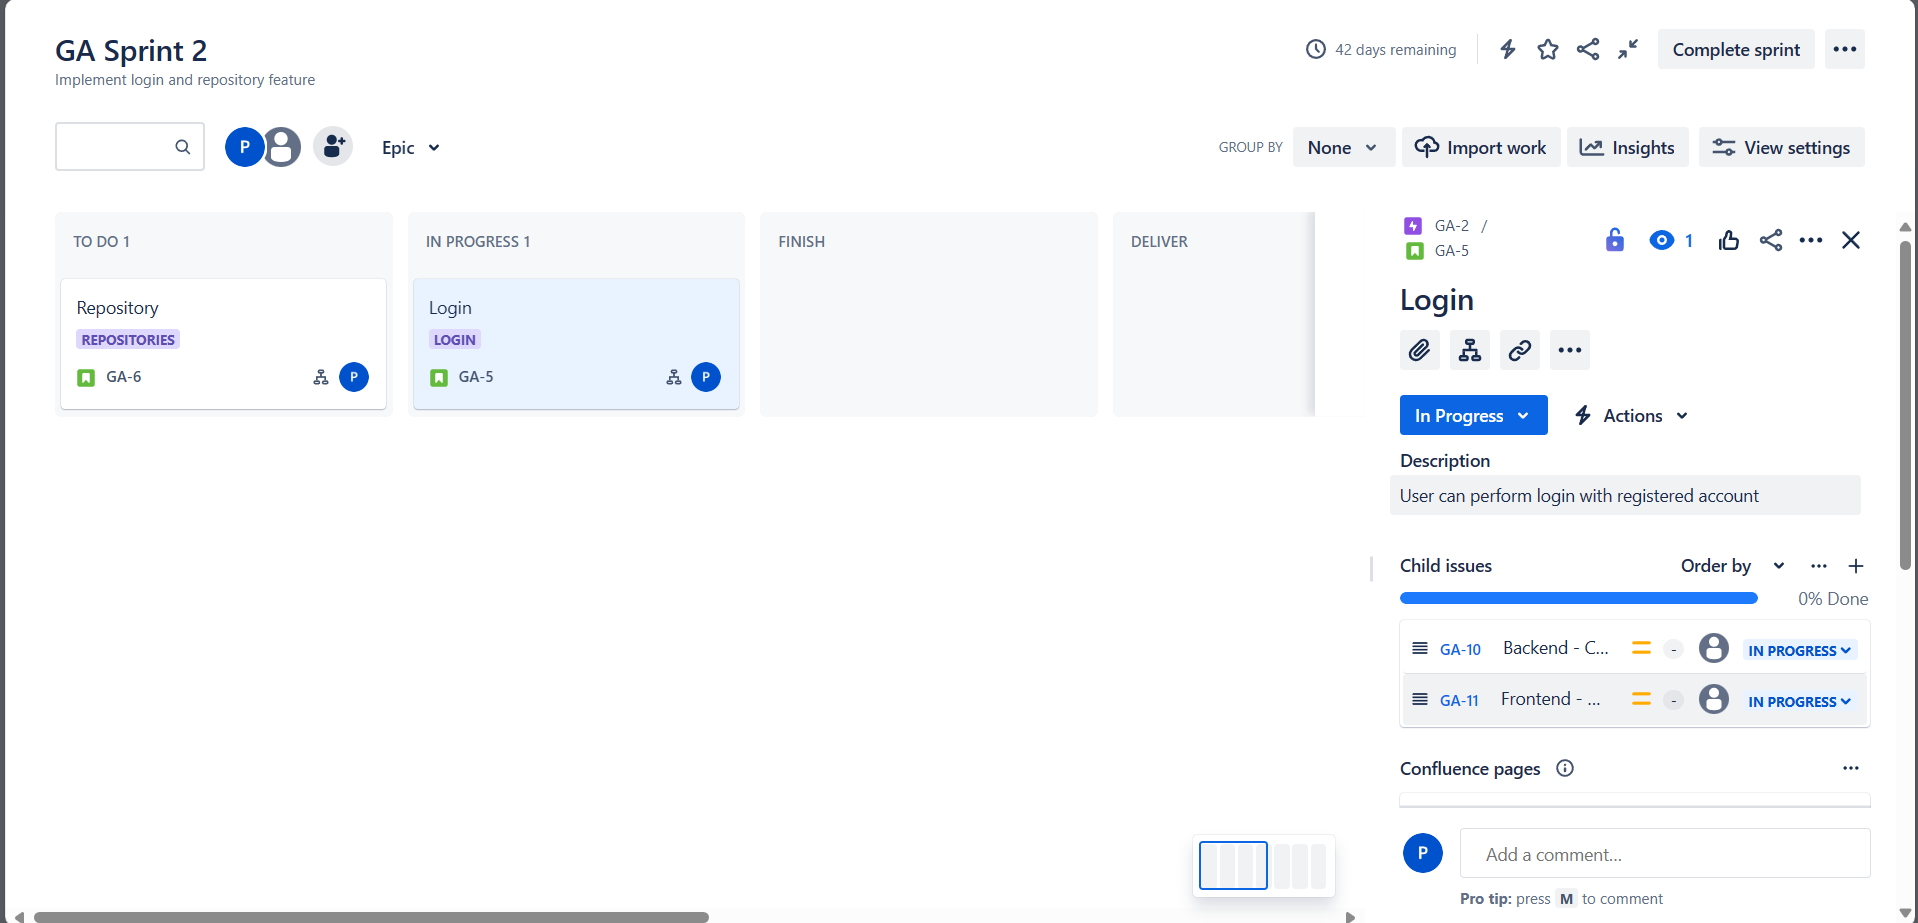 GA Sprint 2
Implement login and repository feature
42 days remaining
Complete sprint
P
Epic
GROUP BY
None
Import work
Insights
View settings
TO DO 1
Repository
REPOSITORIES
GA-6
P
IN PROGRESS 1
Login
LOGIN
GA-5
P
FINISH
DELIVER
GA-2 /
GA-5
1
Login
In Progress
Actions
Description
User can perform login with registered account
Child issues
Order by
0% Done
GA-10 Backend - C... - IN PROGRESS
GA-11 Frontend - ... - IN PROGRESS
Confluence pages
P
Add a comment...
Pro tip: press M to comment